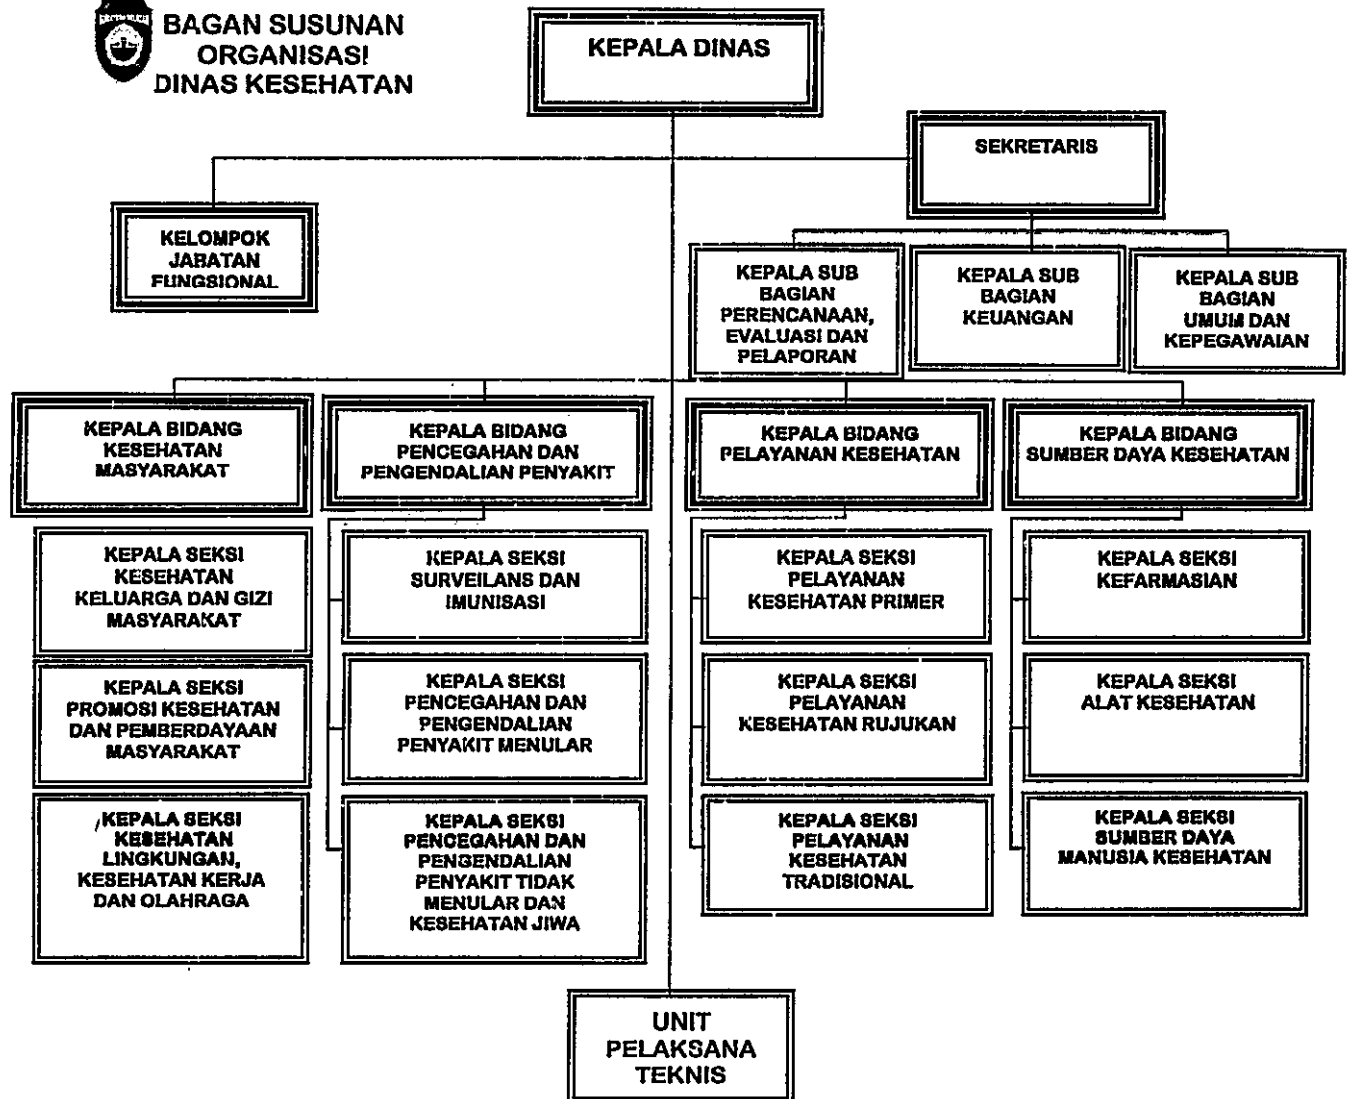 BAGAN SUSUNAN
ORGANISASI
DINAS KESEHATAN
KEPALA DINAS
SEKRETARIS
KELOMPOK
JABATAN
FUNGSIONAL
KEPALA SUB
BAGIAN
PERENCANAAN,
EVALUASI DAN
PELAPORAN
KEPALA SUB
BAGIAN
KEUANGAN
KEPALA SUB
BAGIAN
UMUM DAN
KEPEGAWAIAN
KEPALA BIDANG
KESEHATAN
MASYARAKAT
KEPALA BIDANG
PENCEGAHAN DAN
PENGENDALIAN PENYAKIT
KEPALA BIDANG
PELAYANAN KESEHATAN
KEPALA BIDANG
SUMBER DAYA KESEHATAN
KEPALA SEKSI
KESEHATAN
KELUARGA DAN GIZI
MASYARAKAT
KEPALA SEKSI
SURVEILANS DAN
IMUNISASI
KEPALA SEKSI
PELAYANAN
KESEHATAN PRIMER
KEPALA SEKSI
KEFARMASIAN
KEPALA SEKSI
PROMOSI KESEHATAN
DAN PEMBERDAYAAN
MASYARAKAT
KEPALA SEKSI
PENCEGAHAN DAN
PENGENDALIAN
PENYAKIT MENULAR
KEPALA SEKSI
PELAYANAN
KESEHATAN RUJUKAN
KEPALA SEKSI
ALAT KESEHATAN
KEPALA SEKSI
KESEHATAN
LINGKUNGAN,
KESEHATAN KERJA
DAN OLAHRAGA
KEPALA SEKSI
PENCEGAHAN DAN
PENGENDALIAN
PENYAKIT TIDAK
MENULAR DAN
KESEHATAN JIWA
KEPALA SEKSI
PELAYANAN
KESEHATAN
TRADISIONAL
KEPALA SEKSI
SUMBER DAYA
MANUSIA KESEHATAN
UNIT
PELAKSANA
TEKNIS